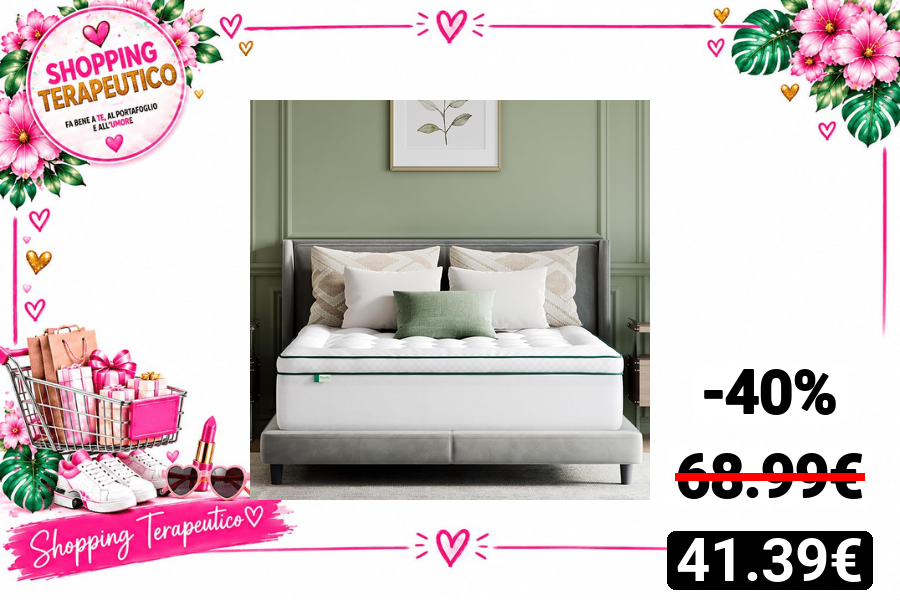 SHOPPING
TERAPEUTICO
FA BENE A TE, AL PORTAFOGLIO
E ALL'UMORE
-40%
68.99€
41.39€
Shopping Terapeutico